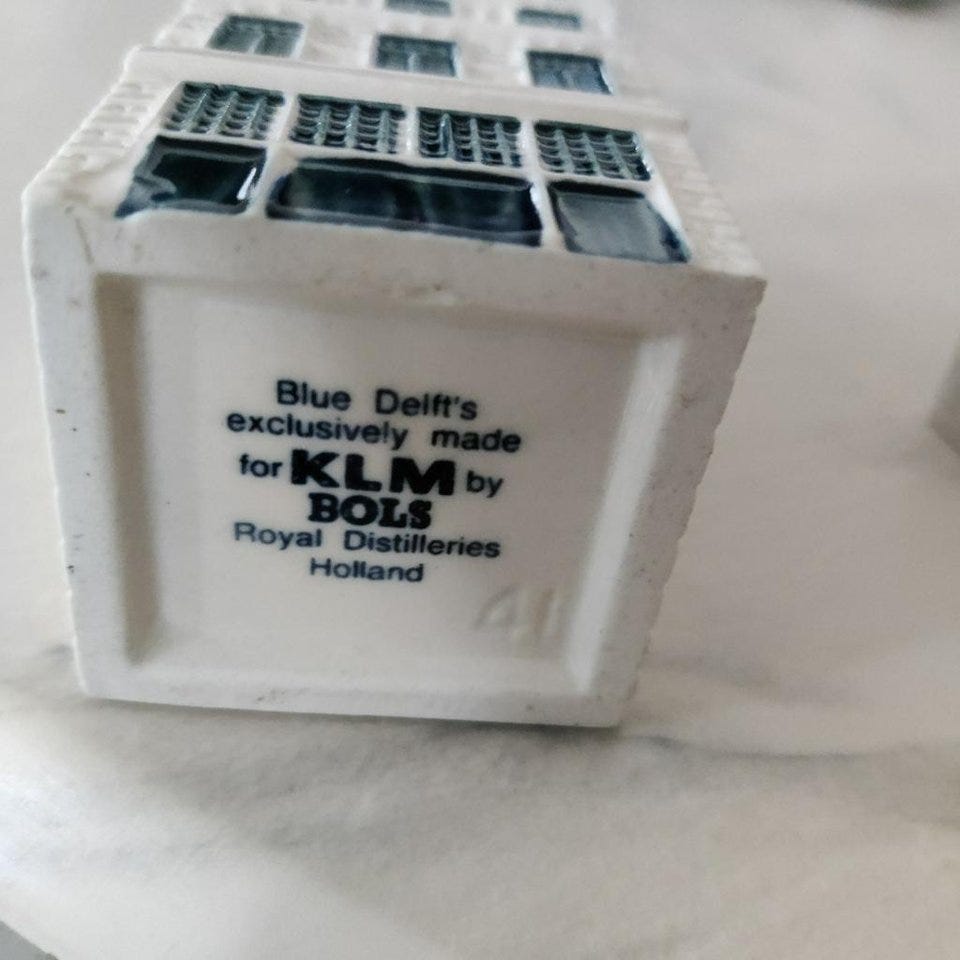 Blue Delft's
exclusively made
for KLM by
BOLS
Royal Distilleries
Holland
41